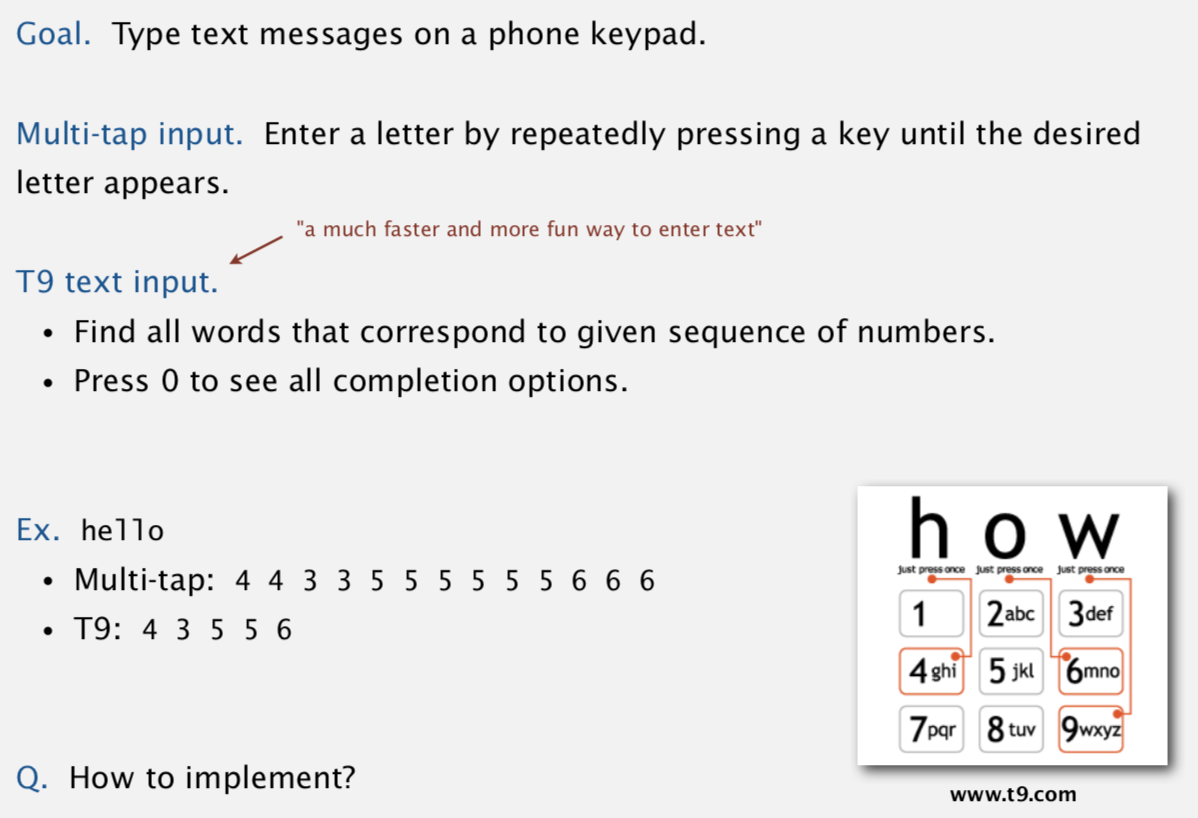 Goal. Type text messages on a phone keypad.
Multi-tap input. Enter a letter by repeatedly pressing a key until the desired
letter appears.
"a much faster and more fun way to enter text"
T9 text input.
• Find all words that correspond to given sequence of numbers.
• Press 0 to see all completion options.
Ex. hello
• Multi-tap: 4 4 3 3 5 5 5 5 5 5 6 6 6
• T9: 4 3 5 5 6
Q. How to implement?
h o w
just press once just press once just press once
1 2abc 3def
4ghi 5jkl 6mno
7pqr 8tuv 9wxyz
www.t9.com